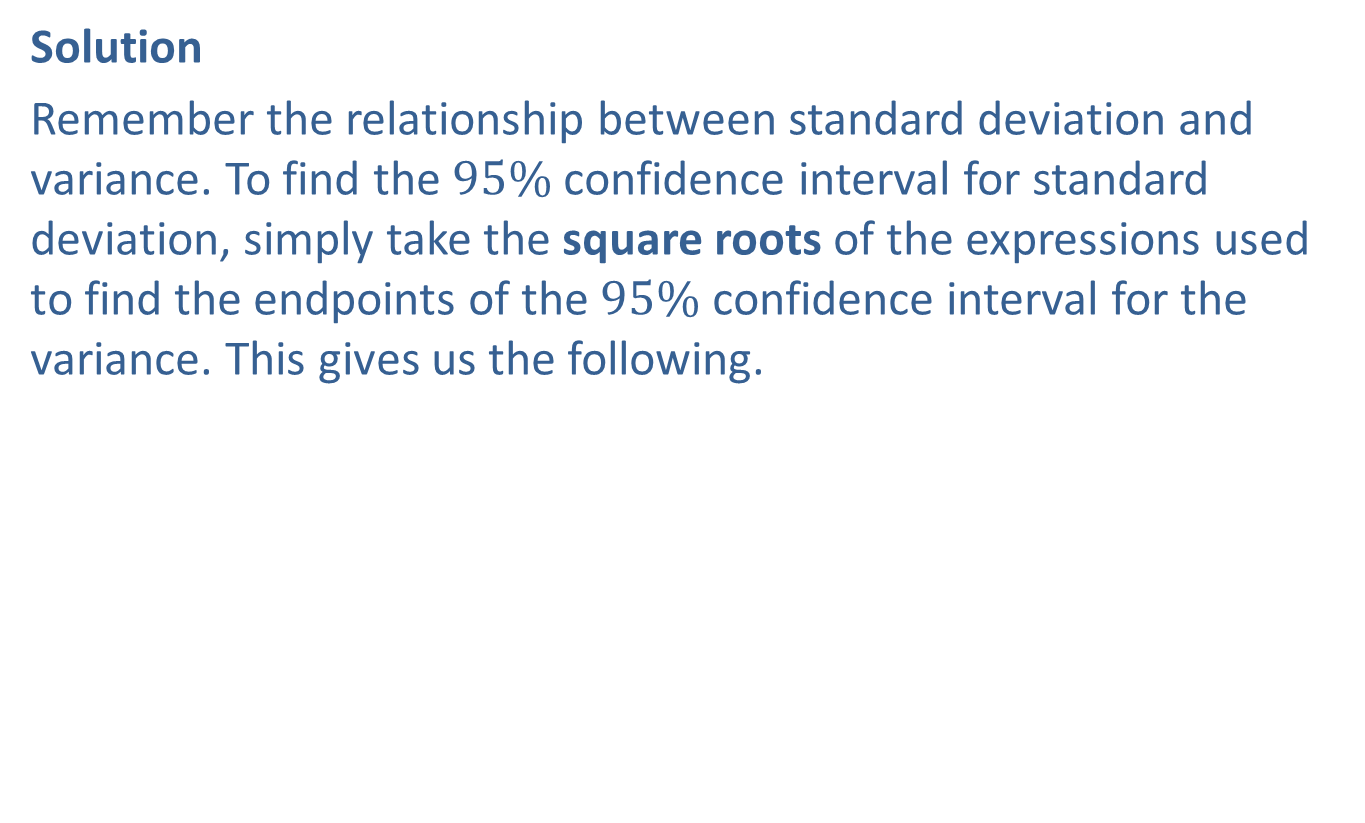 Solution
Remember the relationship between standard deviation and
variance. To find the 95% confidence interval for standard
deviation, simply take the square roots of the expressions used
to find the endpoints of the 95% confidence interval for the
variance. This gives us the following.